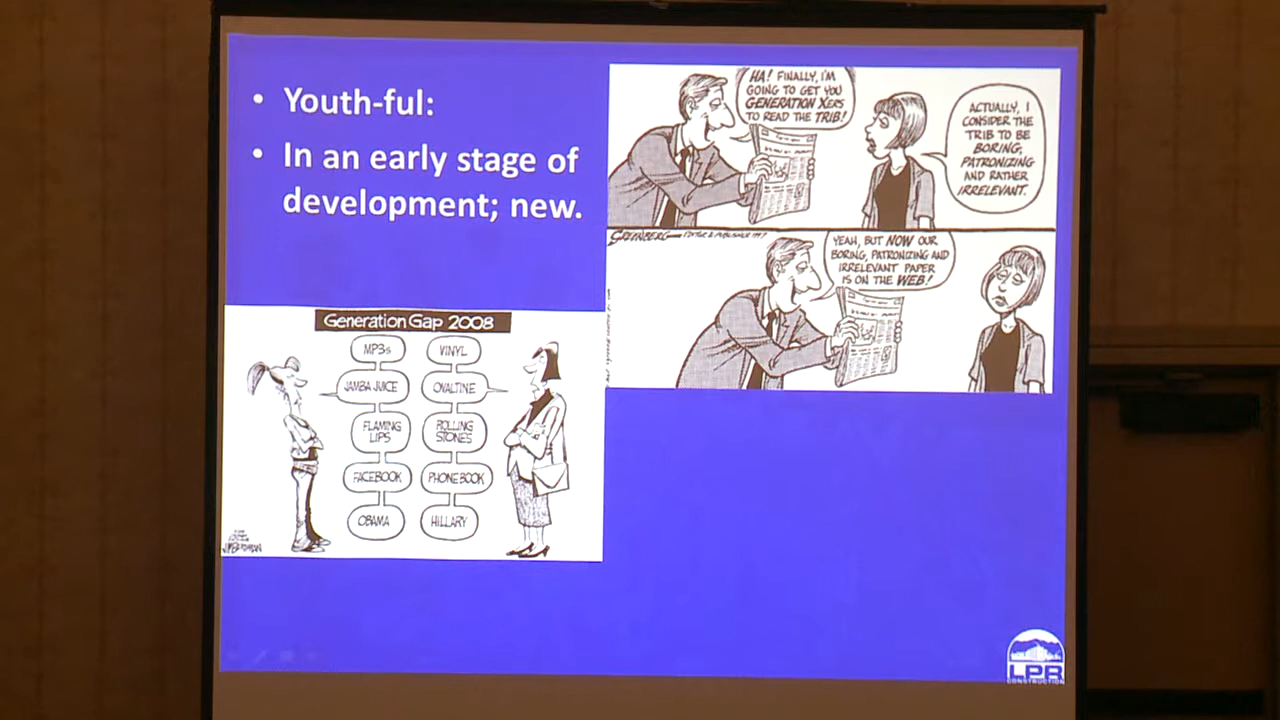 • Youth-ful:
• In an early stage of
development; new.
HA! FINALLY, I'M
GOING TO GET YOU
GENERATION XERS
TO READ THE TRIB!
ACTUALLY, I
CONSIDER THE
TRIB TO BE
BORING,
PATRONIZING
AND RATHER
IRRELEVANT.
GREENBERG
YEAH, BUT NOW OUR
BORING, PATRONIZING AND
IRRELEVANT PAPER
IS ON THE WEB!
Generation Gap 2008
MP3s
VINYL
JAMBA JUICE
OVALTINE
FLAMING
LIPS
ROLLING
STONES
FACEBOOK
PHONE BOOK
OBAMA
HILLARY
LPR
CONSTRUCTION